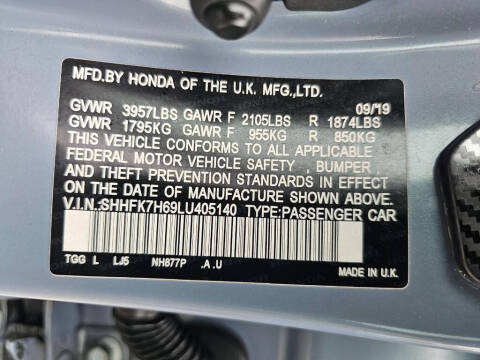 MFD.BY HONDA OF THE U.K. MFG.,LTD.
09/19
GVWR 3957LBS GAWR F 2105LBS R 1874LBS
GVWR 1795KG GAWR F 955KG R 850KG
THIS VEHICLE CONFORMS TO ALL APPLICABLE
FEDERAL MOTOR VEHICLE SAFETY , BUMPER ,
AND THEFT PREVENTION STANDARDS IN EFFECT
ON THE DATE OF MANUFACTURE SHOWN ABOVE.
V.I.N.:SHHFK7H69LU405140 TYPE:PASSENGER CAR
TGG L LJ5 NH877P .A .U
MADE IN U.K.